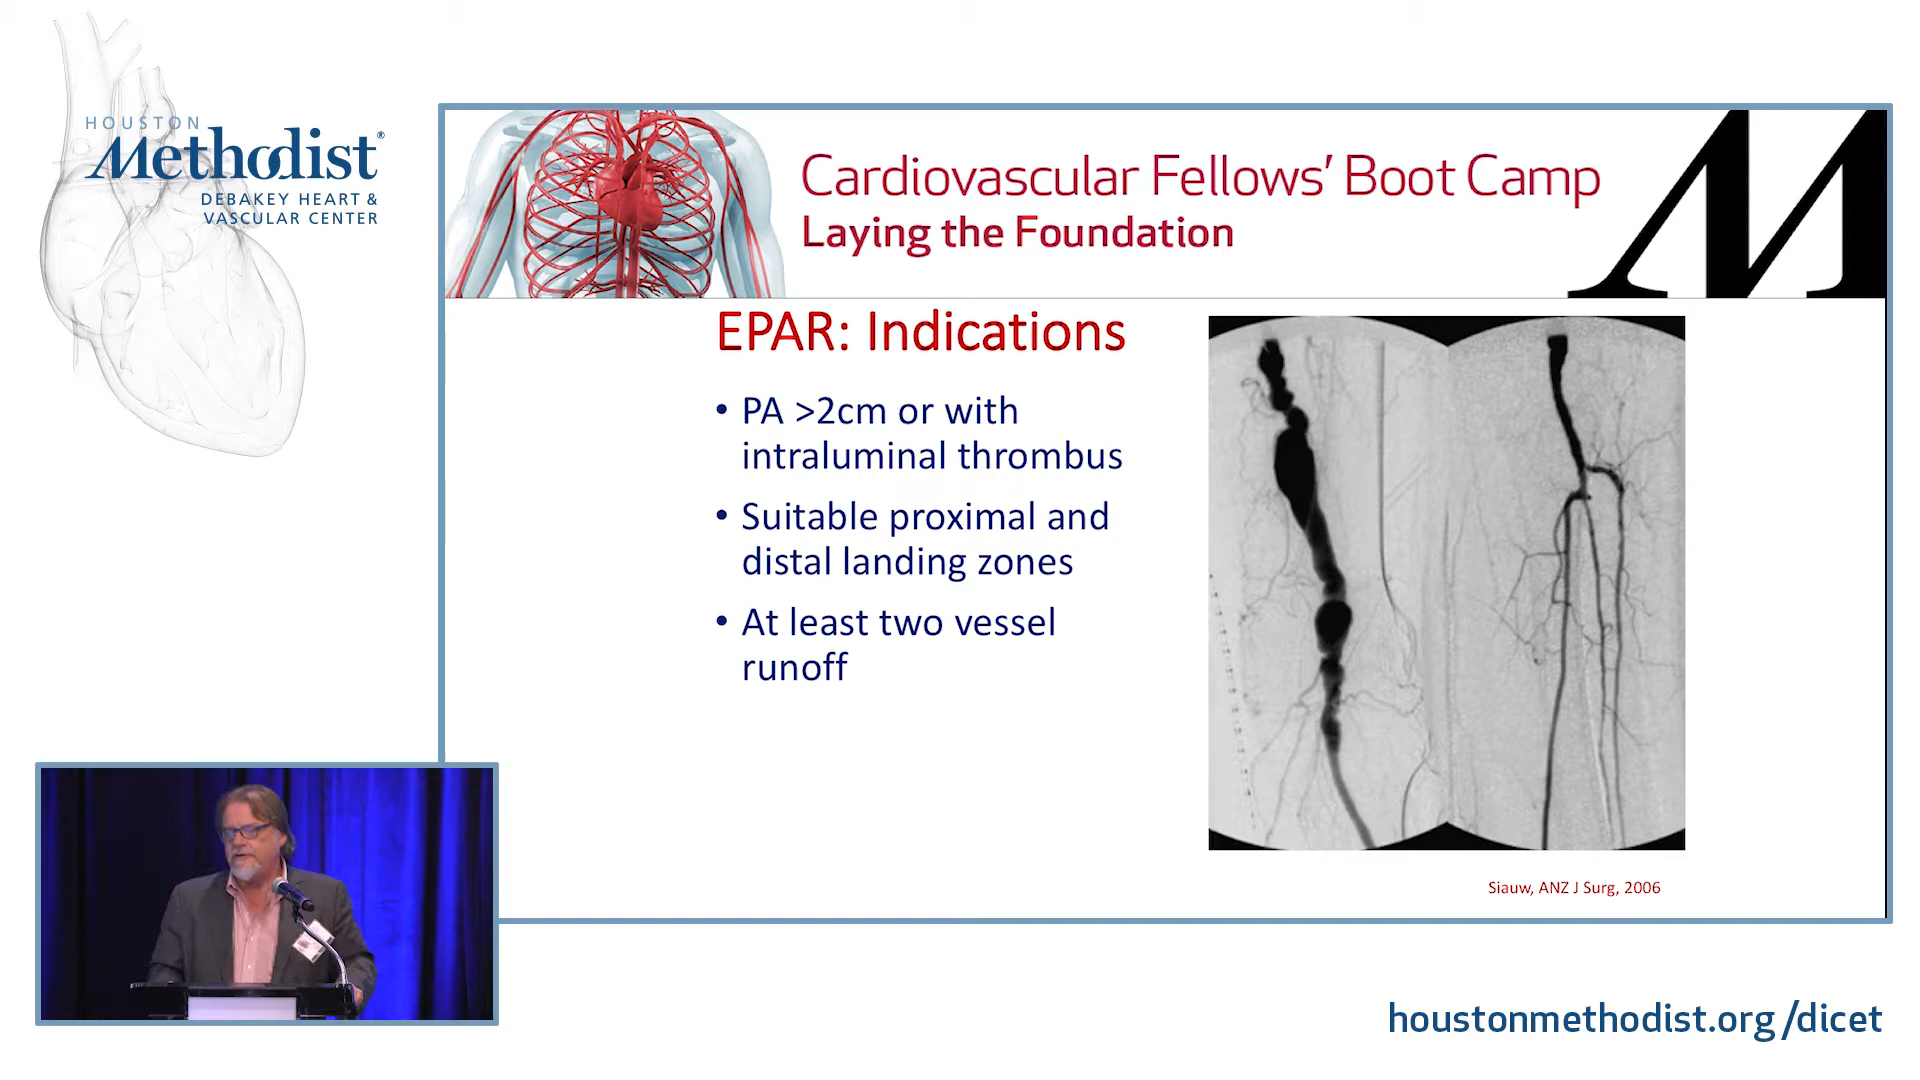 HOUSTON
Methodist®
DEBAKEY HEART &
VASCULAR CENTER
Cardiovascular Fellows' Boot Camp
Laying the Foundation
M
EPAR: Indications
• PA >2cm or with
intraluminal thrombus
• Suitable proximal and
distal landing zones
• At least two vessel
runoff
Siauw, ANZ J Surg, 2006
houstonmethodist.org/dicet